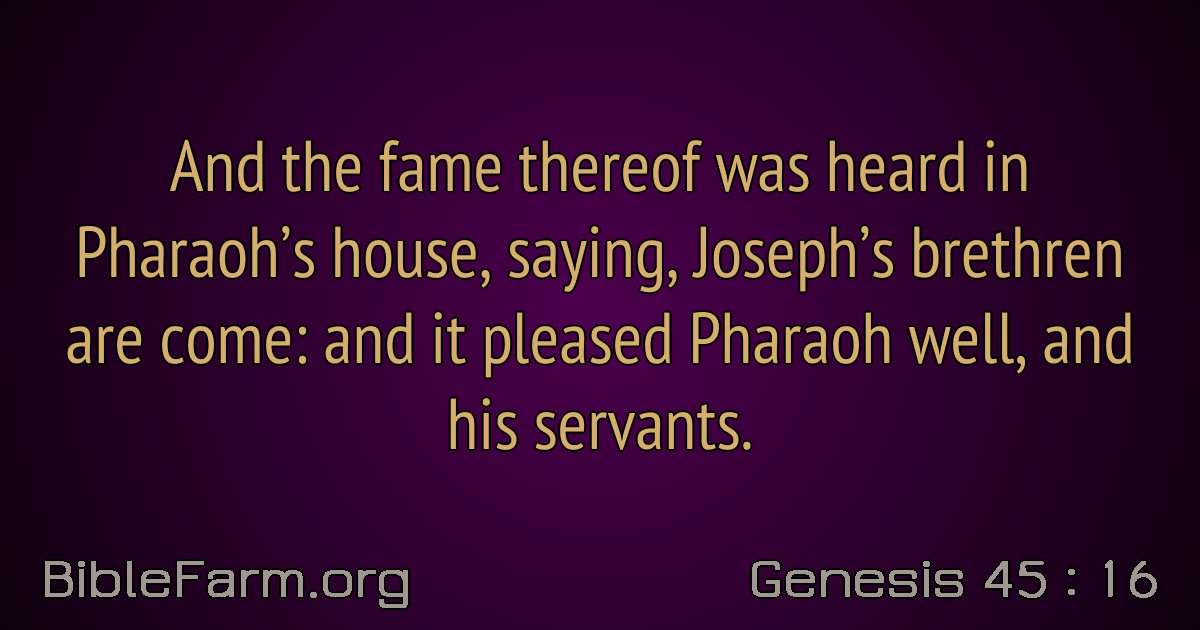 And the fame thereof was heard in
Pharaoh’s house, saying, Joseph’s brethren
are come: and it pleased Pharaoh well, and
his servants.
BibleFarm.org
Genesis 45 : 16